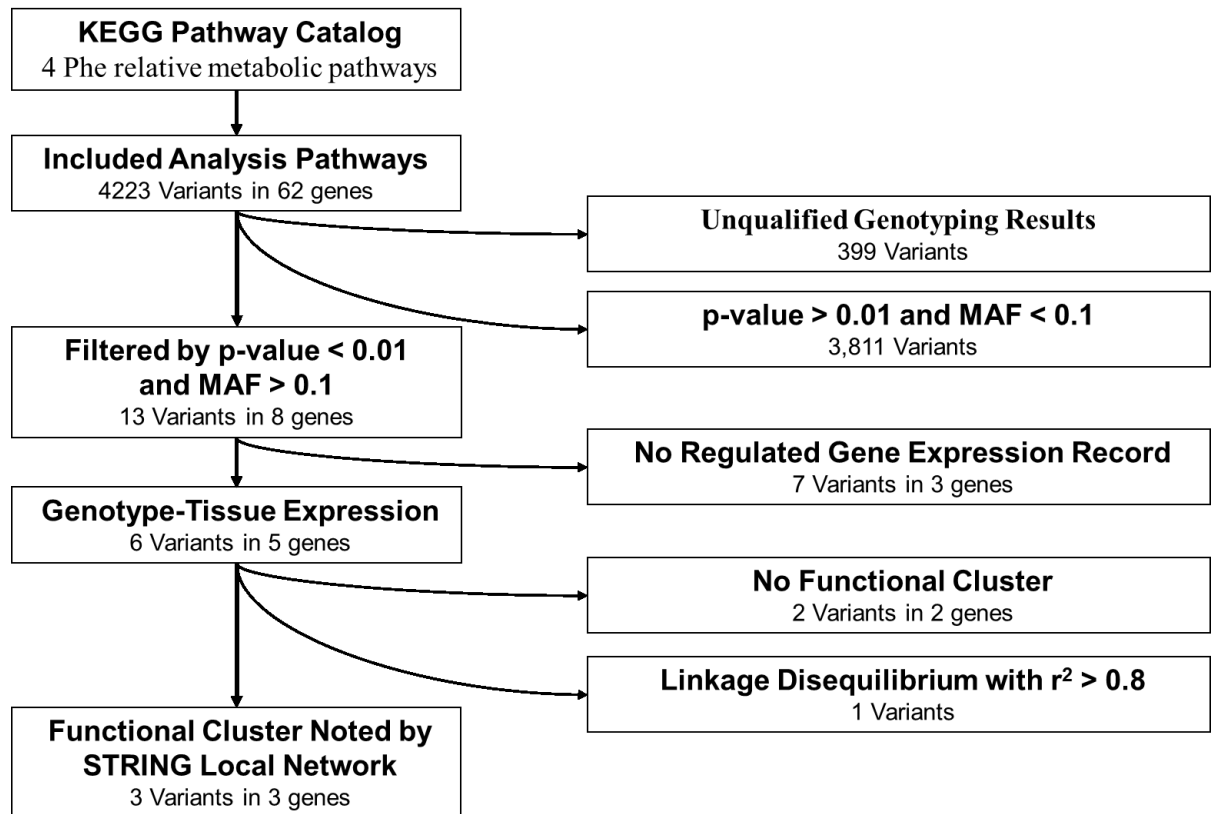 KEGG Pathway Catalog
4 Phe relative metabolic pathways
Included Analysis Pathways
4223 Variants in 62 genes
Unqualified Genotyping Results
399 Variants
p-value > 0.01 and MAF < 0.1
3,811 Variants
Filtered by p-value < 0.01
and MAF > 0.1
13 Variants in 8 genes
No Regulated Gene Expression Record
7 Variants in 3 genes
Genotype-Tissue Expression
6 Variants in 5 genes
No Functional Cluster
2 Variants in 2 genes
Linkage Disequilibrium with r² > 0.8
1 Variants
Functional Cluster Noted by
STRING Local Network
3 Variants in 3 genes